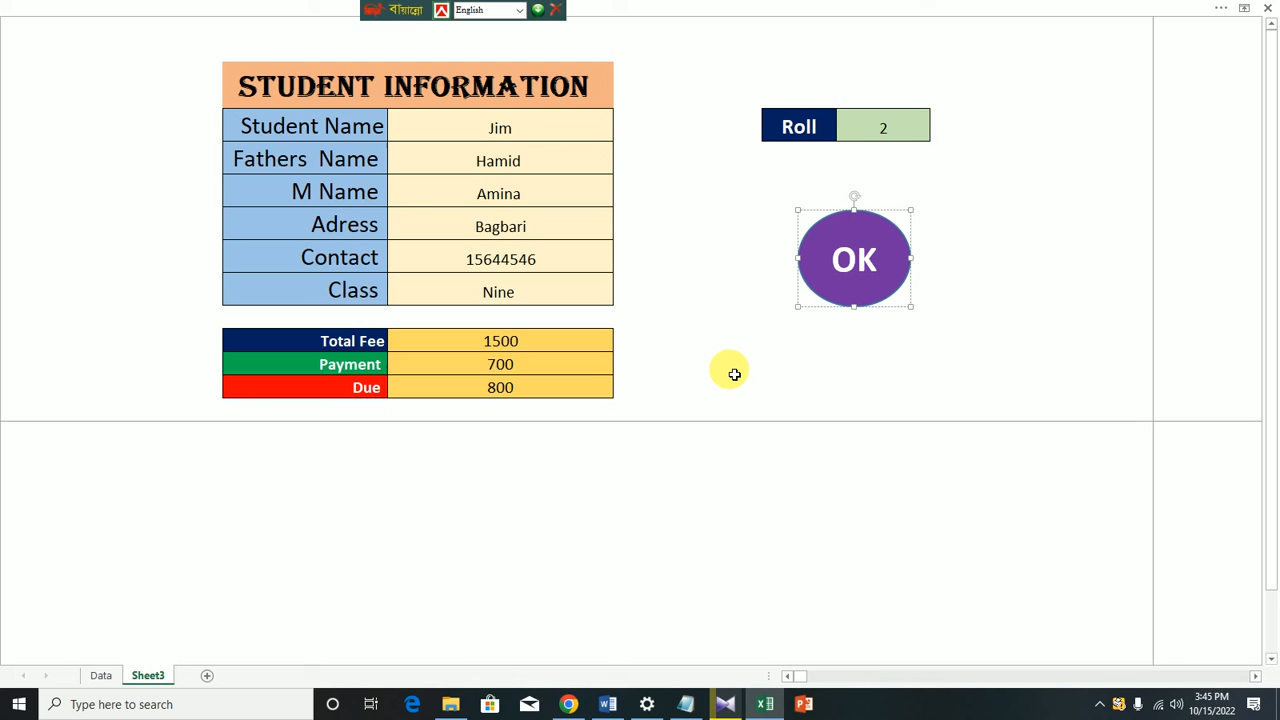 বাংলায়ন English
STUDENT INFORMATION
Student Name Jim
Fathers Name Hamid
M Name Amina
Adress Bagbari
Contact 15644546
Class Nine
Roll 2
OK
Total Fee 1500
Payment 700
Due 800
Data Sheet3
Type here to search
3:45 PM
10/15/2022